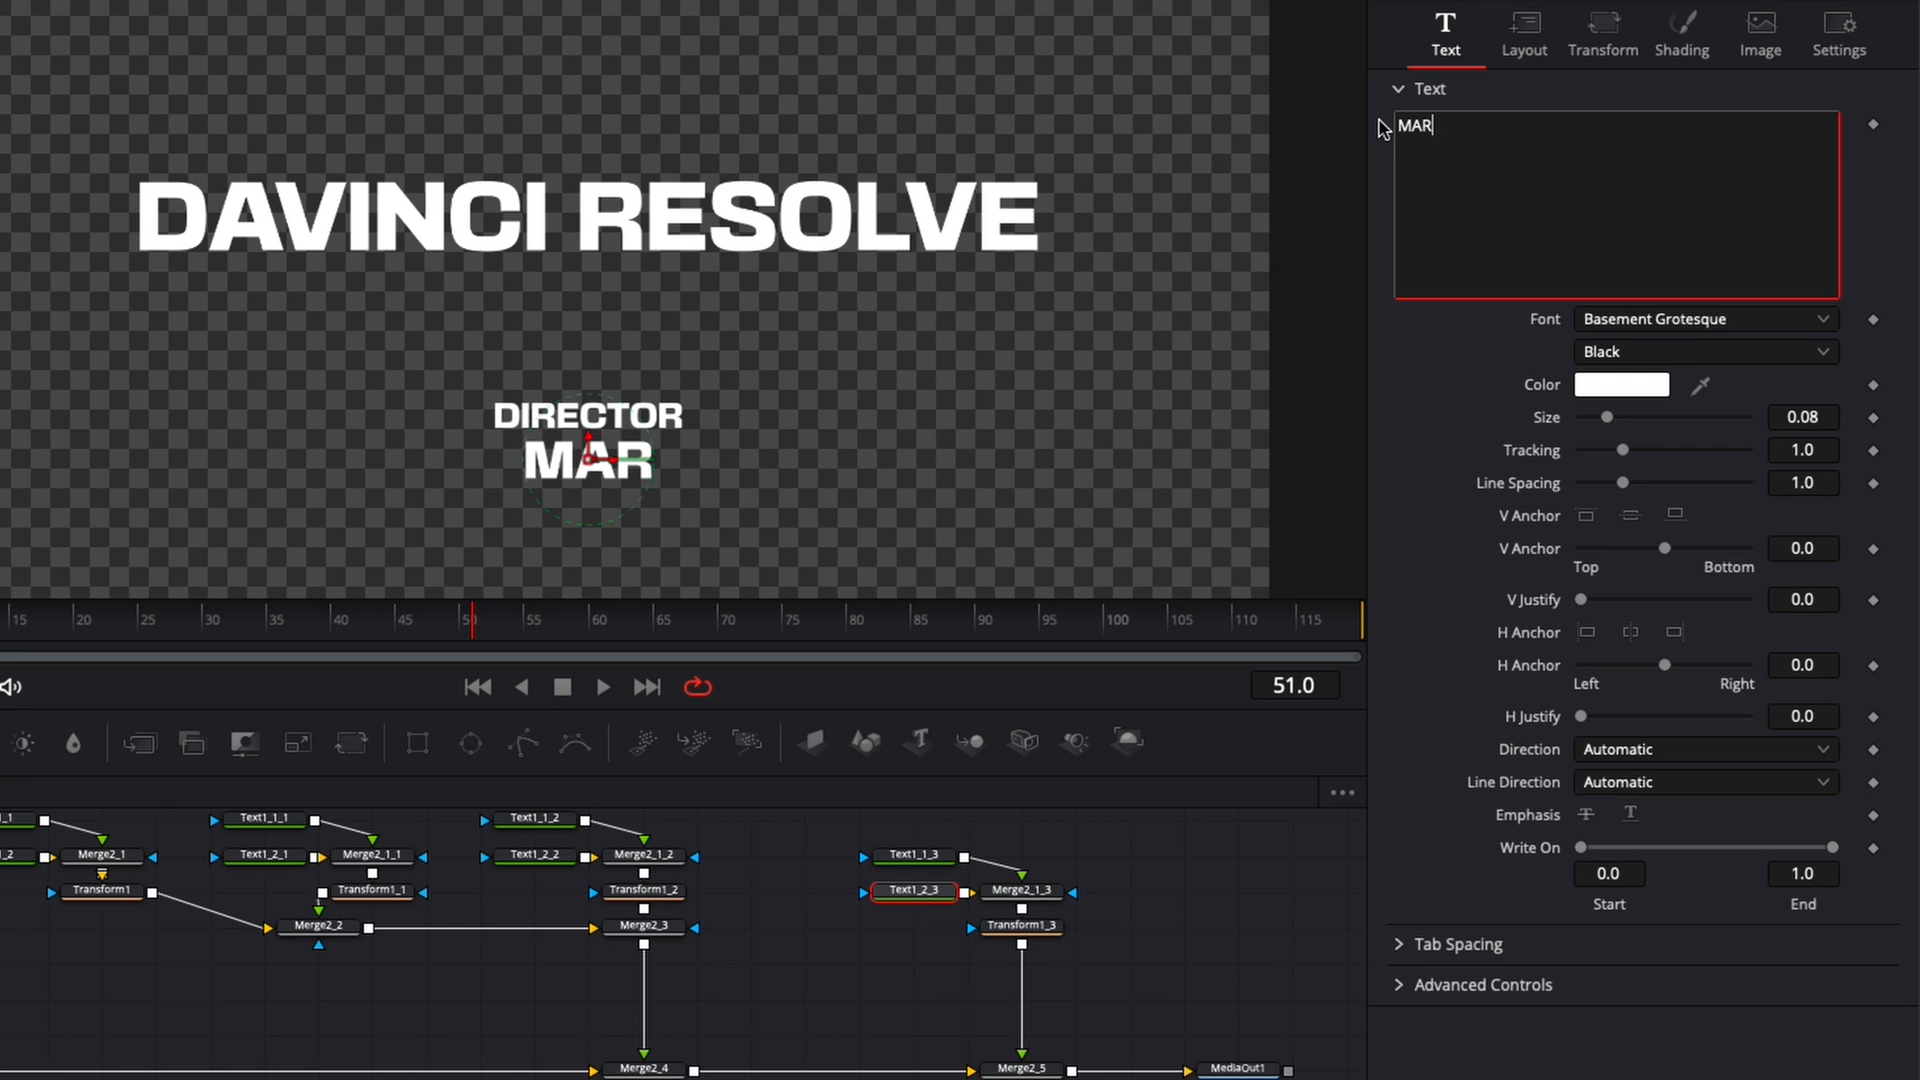 Text
Layout
Transform
Shading
Image
Settings
Text
MAR
DAVINCI RESOLVE
DIRECTOR
MAR
Font
Basement Grotesque
Black
Color
Size
0.08
Tracking
1.0
Line Spacing
1.0
V Anchor
V Anchor
0.0
Top
Bottom
V Justify
0.0
H Anchor
H Anchor
0.0
Left
Right
H Justify
0.0
Direction
Automatic
Line Direction
Automatic
Emphasis
Write On
0.0
1.0
Start
End
Tab Spacing
Advanced Controls
15 20 25 30 35 40 45 50 55 60 65 70 75 80 85 90 95 100 105 110 115
51.0
_1 Text1_1_1 Text1_1_2
_2 Merge2_1 Text1_2_1 Merge2_1_1 Text1_2_2 Merge2_1_2 Text1_1_3
Transform1 Transform1_1 Transform1_2 Text1_2_3 Merge2_1_3
Merge2_2 Merge2_3 Transform1_3
Merge2_4 Merge2_5 MediaOut1